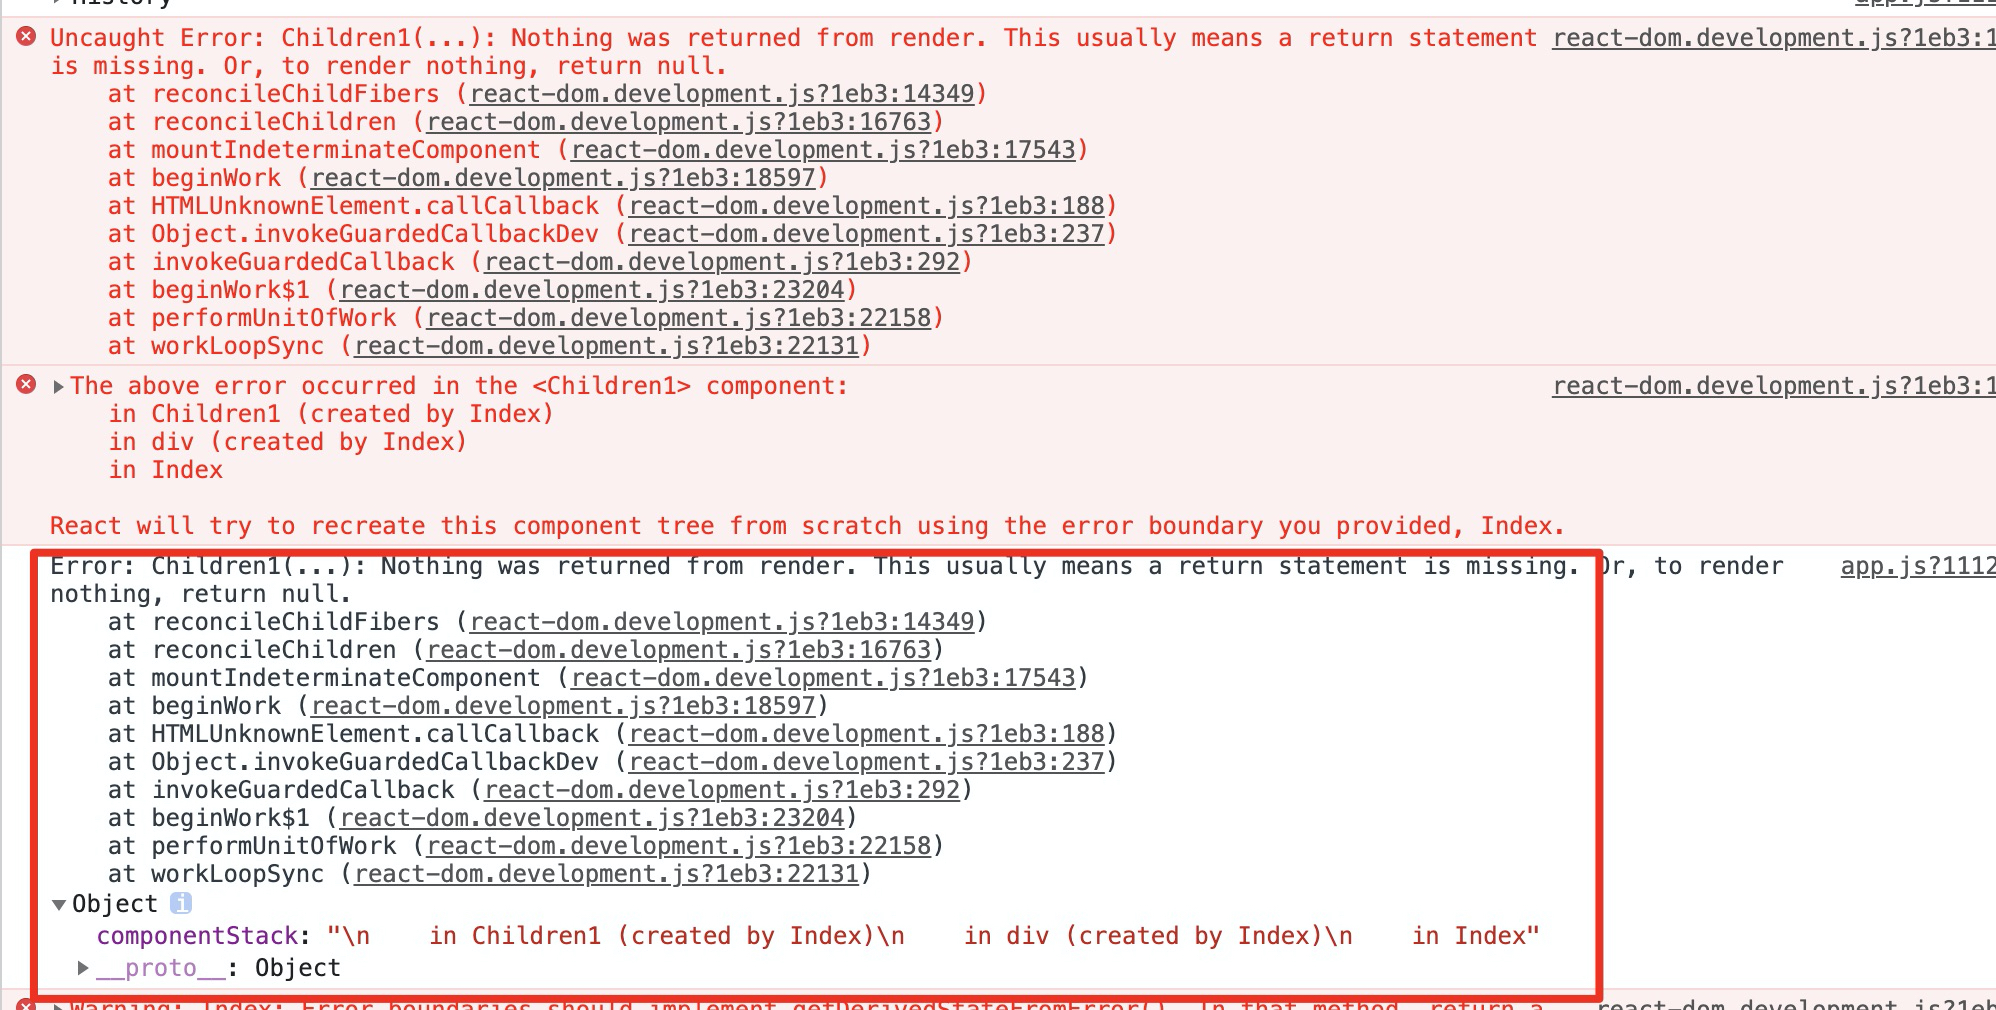 History
Uncaught Error: Children1(...): Nothing was returned from render. This usually means a return statement react-dom.development.js?1eb3:1
is missing. Or, to render nothing, return null.
at reconcileChildFibers (react-dom.development.js?1eb3:14349)
at reconcileChildren (react-dom.development.js?1eb3:16763)
at mountIndeterminateComponent (react-dom.development.js?1eb3:17543)
at beginWork (react-dom.development.js?1eb3:18597)
at HTMLUnknownElement.callCallback (react-dom.development.js?1eb3:188)
at Object.invokeGuardedCallbackDev (react-dom.development.js?1eb3:237)
at invokeGuardedCallback (react-dom.development.js?1eb3:292)
at beginWork$1 (react-dom.development.js?1eb3:23204)
at performUnitOfWork (react-dom.development.js?1eb3:22158)
at workLoopSync (react-dom.development.js?1eb3:22131)
The above error occurred in the <Children1> component: react-dom.development.js?1eb3:1
in Children1 (created by Index)
in div (created by Index)
in Index
React will try to recreate this component tree from scratch using the error boundary you provided, Index.
Error: Children1(...): Nothing was returned from render. This usually means a return statement is missing. Or, to render app.js?1112
nothing, return null.
at reconcileChildFibers (react-dom.development.js?1eb3:14349)
at reconcileChildren (react-dom.development.js?1eb3:16763)
at mountIndeterminateComponent (react-dom.development.js?1eb3:17543)
at beginWork (react-dom.development.js?1eb3:18597)
at HTMLUnknownElement.callCallback (react-dom.development.js?1eb3:188)
at Object.invokeGuardedCallbackDev (react-dom.development.js?1eb3:237)
at invokeGuardedCallback (react-dom.development.js?1eb3:292)
at beginWork$1 (react-dom.development.js?1eb3:23204)
at performUnitOfWork (react-dom.development.js?1eb3:22158)
at workLoopSync (react-dom.development.js?1eb3:22131)
Object i
componentStack: "\n    in Children1 (created by Index)\n    in div (created by Index)\n    in Index"
__proto__: Object
Warning: Index: Error boundaries should implement getDerivedStateFromError(). In that method, return a react-dom.development.js?1eb